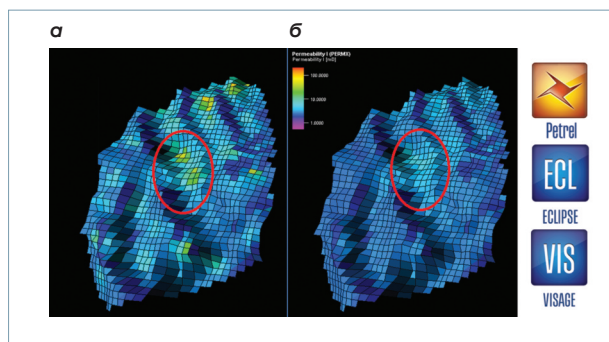 а
б
Permeability I (PERMX)
Permeability I [mD]
100.0000
10.0000
1.0000
Petrel
ECL
ECLIPSE
VIS
VISAGE